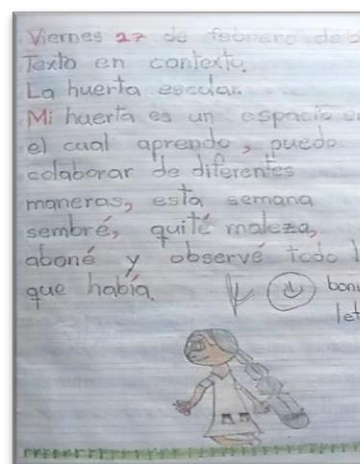 Viernes 27 de febrero de
Texto en contexto.
La huerta escolar.
Mi huerta es un espacio en
el cual aprendo, puedo
colaborar de diferentes
maneras, esta semana
sembré, quité maleza,
aboné y observé todo l
que había.